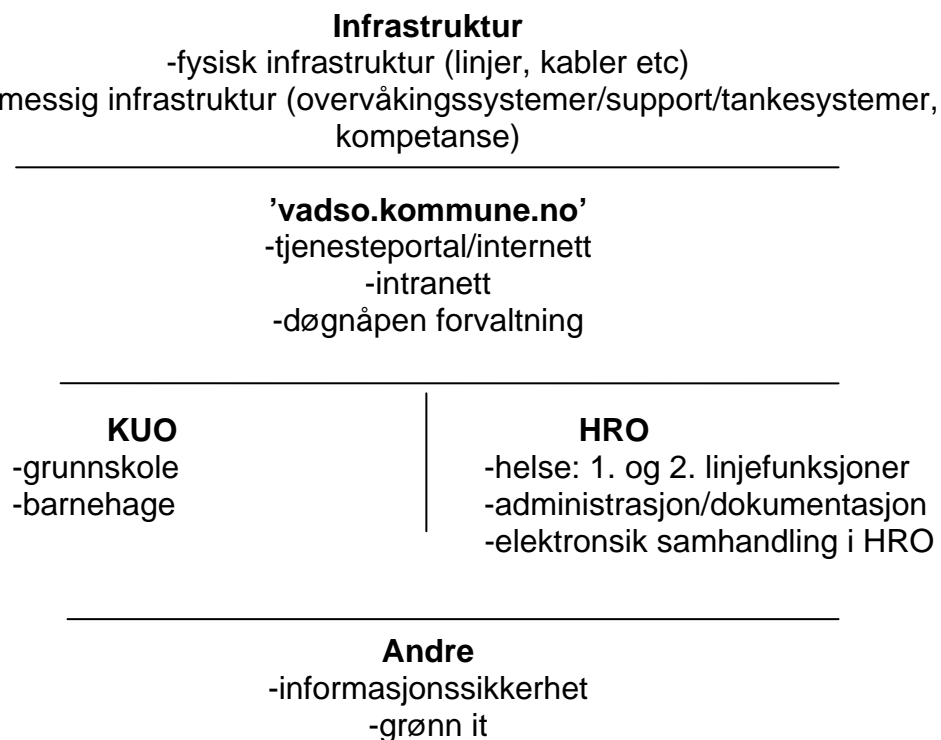 Infrastruktur
-fysisk infrastruktur (linjer, kabler etc)
messig infrastruktur (overvåkingssystemer/support/tankesystemer,
kompetanse)
’vadso.kommune.no’
-tjenesteportal/internett
-intranett
-døgnåpen forvaltning
KUO
-grunnskole
-barnehage
HRO
-helse: 1. og 2. linjefunksjoner
-administrasjon/dokumentasjon
-elektronsik samhandling i HRO
Andre
-informasjonssikkerhet
-grønn it